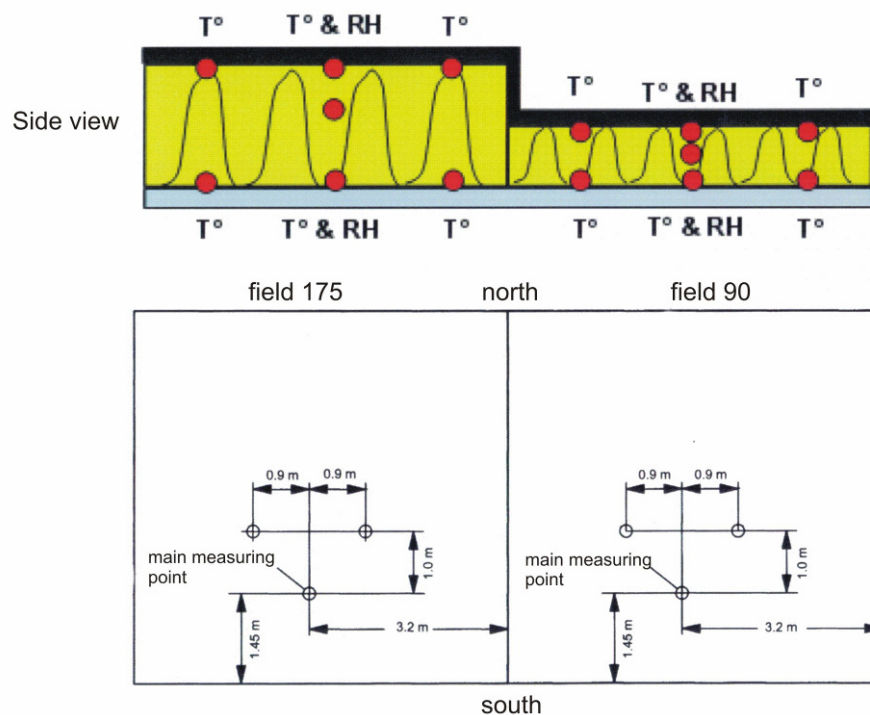 T° T° & RH T°
T° T° & RH T°
Side view
T° T° & RH T° T° T° & RH T°
field 175 north field 90
0.9 m 0.9 m 0.9 m 0.9 m
main measuring
point
1.0 m
main measuring
point
1.0 m
1.45 m
3.2 m
1.45 m
3.2 m
south